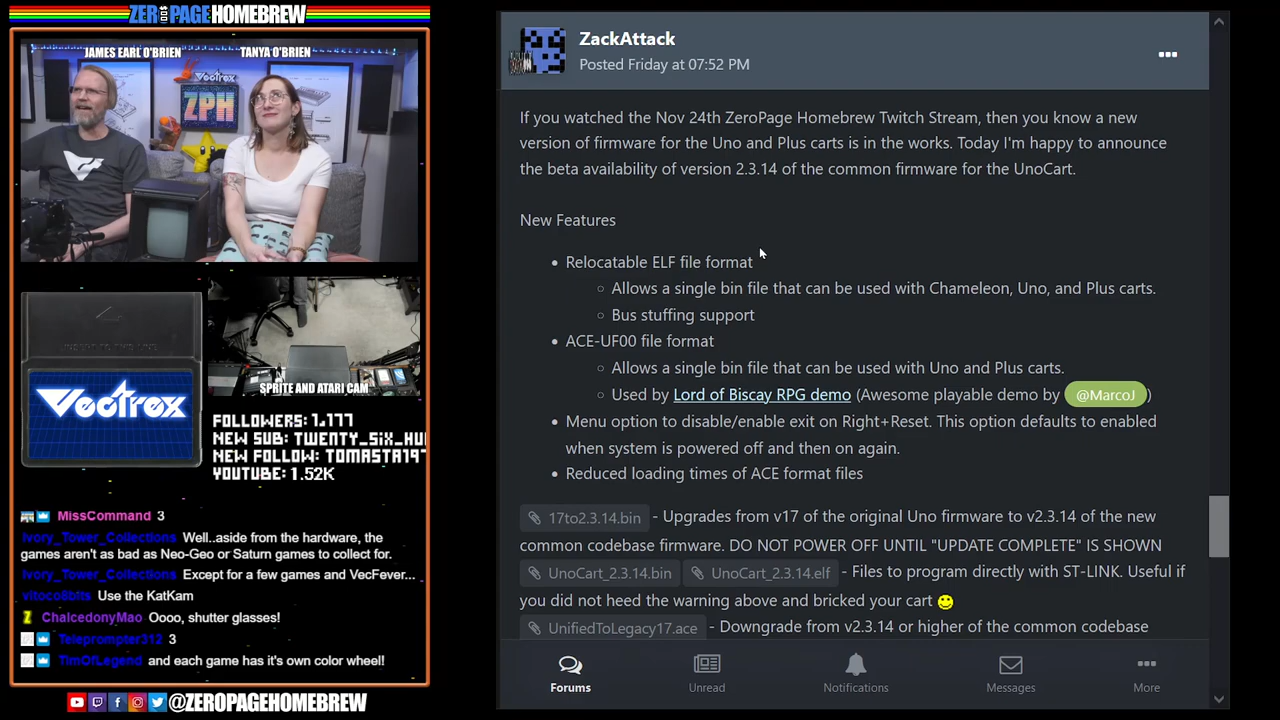 ZEROPAGEHOMEBREW
JAMES EARL O'BRIEN
TANYA O'BRIEN
Vectrex
ZPH
Vectrex
SPRITE AND ATARI CAM
FOLLOWERS: 1,177
NEW SUB: TWENTY_SIX_HU
NEW FOLLOW: TOMASTA197
YOUTUBE: 1.52K
MissCommand 3
Ivory_Tower_Collections Well..aside from the hardware, the
games aren't as bad as Neo-Geo or Saturn games to collect for.
Ivory_Tower_Collections Except for a few games and VecFever...
vitoco8bits Use the KatKam
ChalcedonyMao Oooo, shutter glasses!
Teleprompter312 3
TimOfLegend and each game has it's own color wheel!
@ZEROPAGEHOMEBREW
ZackAttack
Posted Friday at 07:52 PM
If you watched the Nov 24th ZeroPage Homebrew Twitch Stream, then you know a new
version of firmware for the Uno and Plus carts is in the works. Today I'm happy to announce
the beta availability of version 2.3.14 of the common firmware for the UnoCart.
New Features
Relocatable ELF file format
Allows a single bin file that can be used with Chameleon, Uno, and Plus carts.
Bus stuffing support
ACE-UF00 file format
Allows a single bin file that can be used with Uno and Plus carts.
Used by Lord of Biscay RPG demo (Awesome playable demo by @MarcoJ)
Menu option to disable/enable exit on Right+Reset. This option defaults to enabled
when system is powered off and then on again.
Reduced loading times of ACE format files
17to2.3.14.bin - Upgrades from v17 of the original Uno firmware to v2.3.14 of the new
common codebase firmware. DO NOT POWER OFF UNTIL "UPDATE COMPLETE" IS SHOWN
UnoCart_2.3.14.bin UnoCart_2.3.14.elf - Files to program directly with ST-LINK. Useful if
you did not heed the warning above and bricked your cart
UnifiedToLegacy17.ace - Downgrade from v2.3.14 or higher of the common codebase
Forums
Unread
Notifications
Messages
More